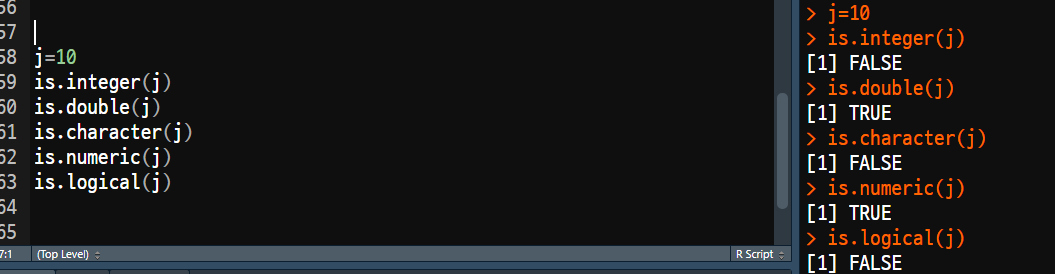 56
57
58 j=10
59 is.integer(j)
60 is.double(j)
61 is.character(j)
62 is.numeric(j)
63 is.logical(j)
64
65
7:1 (Top Level) R Script
> j=10
> is.integer(j)
[1] FALSE
> is.double(j)
[1] TRUE
> is.character(j)
[1] FALSE
> is.numeric(j)
[1] TRUE
> is.logical(j)
[1] FALSE